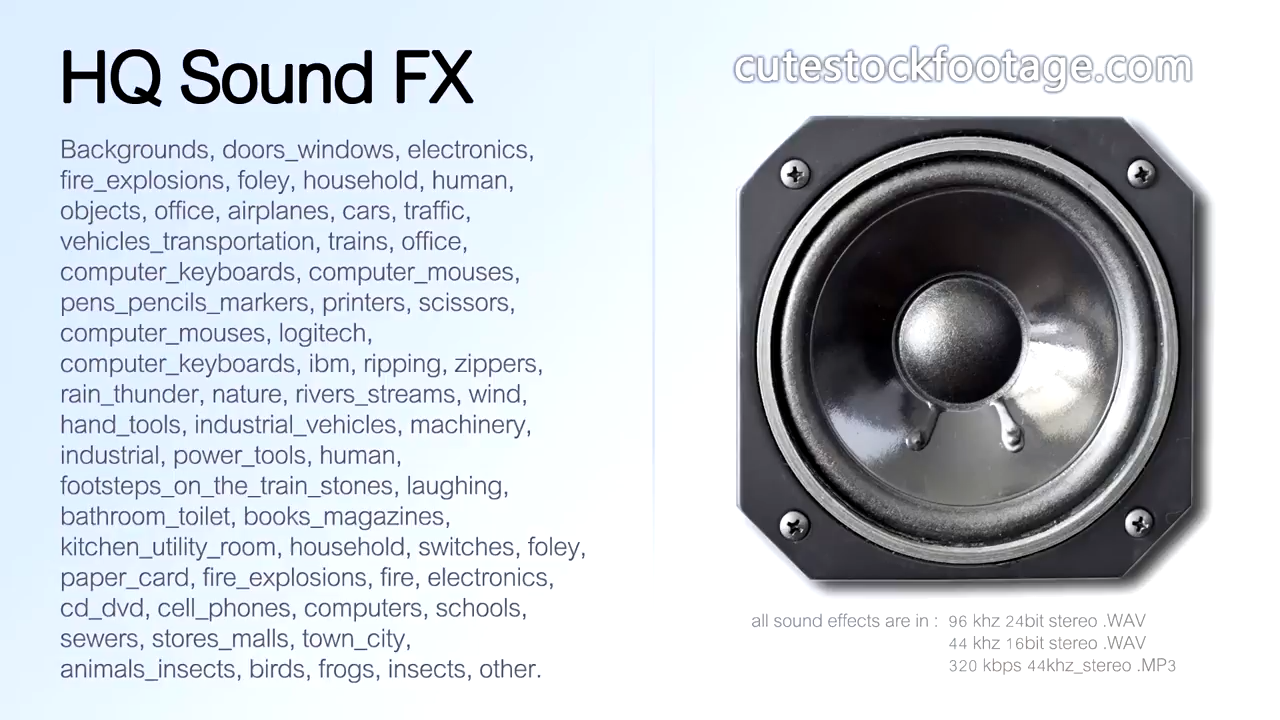 HQ Sound FX
Backgrounds, doors_windows, electronics,
fire_explosions, foley, household, human,
objects, office, airplanes, cars, traffic,
vehicles_transportation, trains, office,
computer_keyboards, computer_mouses,
pens_pencils_markers, printers, scissors,
computer_mouses, logitech,
computer_keyboards, ibm, ripping, zippers,
rain_thunder, nature, rivers_streams, wind,
hand_tools, industrial_vehicles, machinery,
industrial, power_tools, human,
footsteps_on_the_train_stones, laughing,
bathroom_toilet, books_magazines,
kitchen_utility_room, household, switches, foley,
paper_card, fire_explosions, fire, electronics,
cd_dvd, cell_phones, computers, schools,
sewers, stores_malls, town_city,
animals_insects, birds, frogs, insects, other.
cutestockfootage.com
all sound effects are in : 96 khz 24bit stereo .WAV
44 khz 16bit stereo .WAV
320 kbps 44khz_stereo .MP3